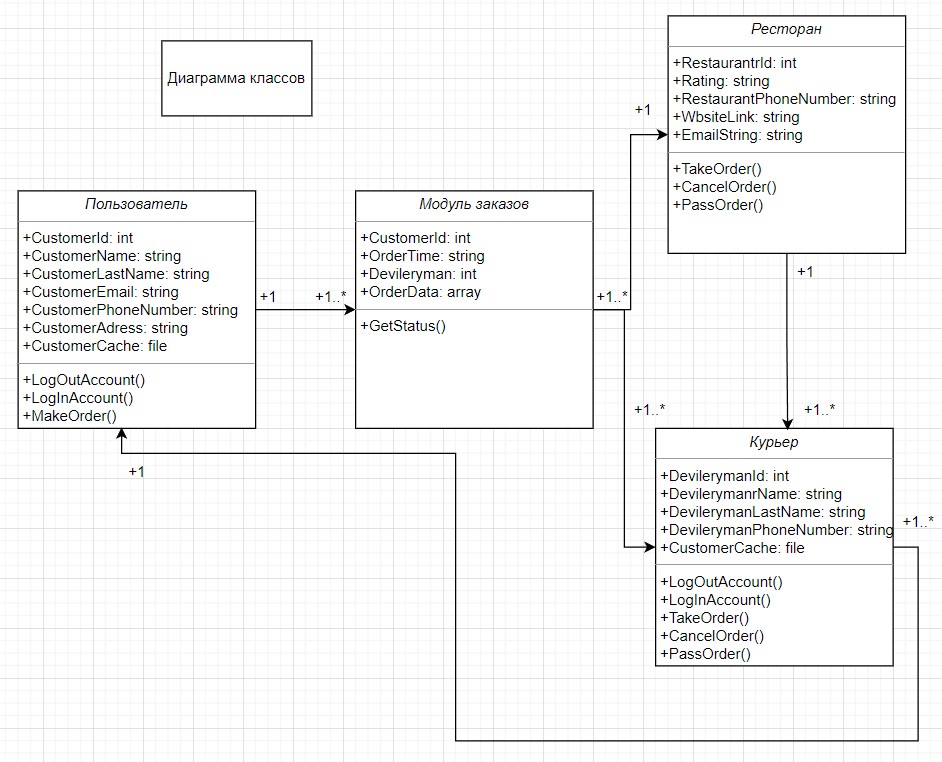 Диаграмма классов
Ресторан
+RestaurantrId: int
+Rating: string
+RestaurantPhoneNumber: string
+WbsiteLink: string
+EmailString: string
+TakeOrder()
+CancelOrder()
+PassOrder()
+1
Пользователь
+CustomerId: int
+CustomerName: string
+CustomerLastName: string
+CustomerEmail: string
+CustomerPhoneNumber: string
+CustomerAdress: string
+CustomerCache: file
+LogOutAccount()
+LogInAccount()
+MakeOrder()
+1
+1..*
Модуль заказов
+CustomerId: int
+OrderTime: string
+Devileryman: int
+OrderData: array
+GetStatus()
+1..*
+1
+1..*
+1..*
Курьер
+DevilerymanId: int
+DevilerymanrName: string
+DevilerymanLastName: string
+DevilerymanPhoneNumber: string
+CustomerCache: file
+LogOutAccount()
+LogInAccount()
+TakeOrder()
+CancelOrder()
+PassOrder()
+1..*
+1